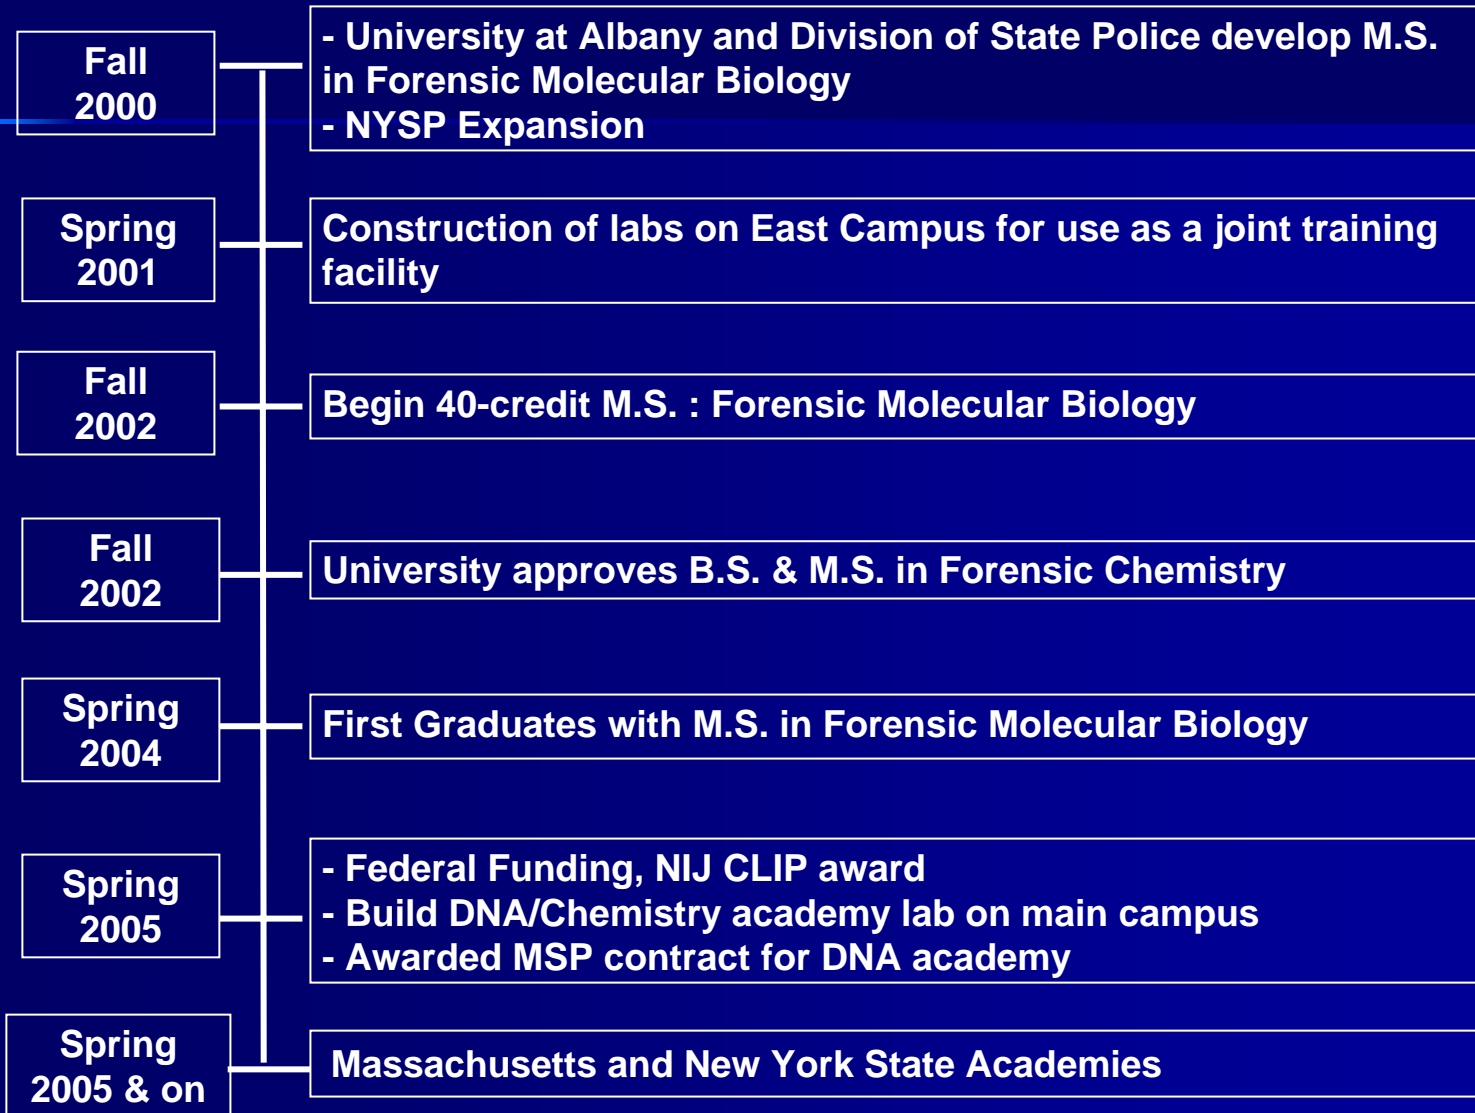 Fall
2000
- University at Albany and Division of State Police develop M.S.
in Forensic Molecular Biology
- NYSP Expansion
Spring
2001
Construction of labs on East Campus for use as a joint training
facility
Fall
2002
Begin 40-credit M.S. : Forensic Molecular Biology
Fall
2002
University approves B.S. & M.S. in Forensic Chemistry
Spring
2004
First Graduates with M.S. in Forensic Molecular Biology
Spring
2005
- Federal Funding, NIJ CLIP award
- Build DNA/Chemistry academy lab on main campus
- Awarded MSP contract for DNA academy
Spring
2005 & on
Massachusetts and New York State Academies